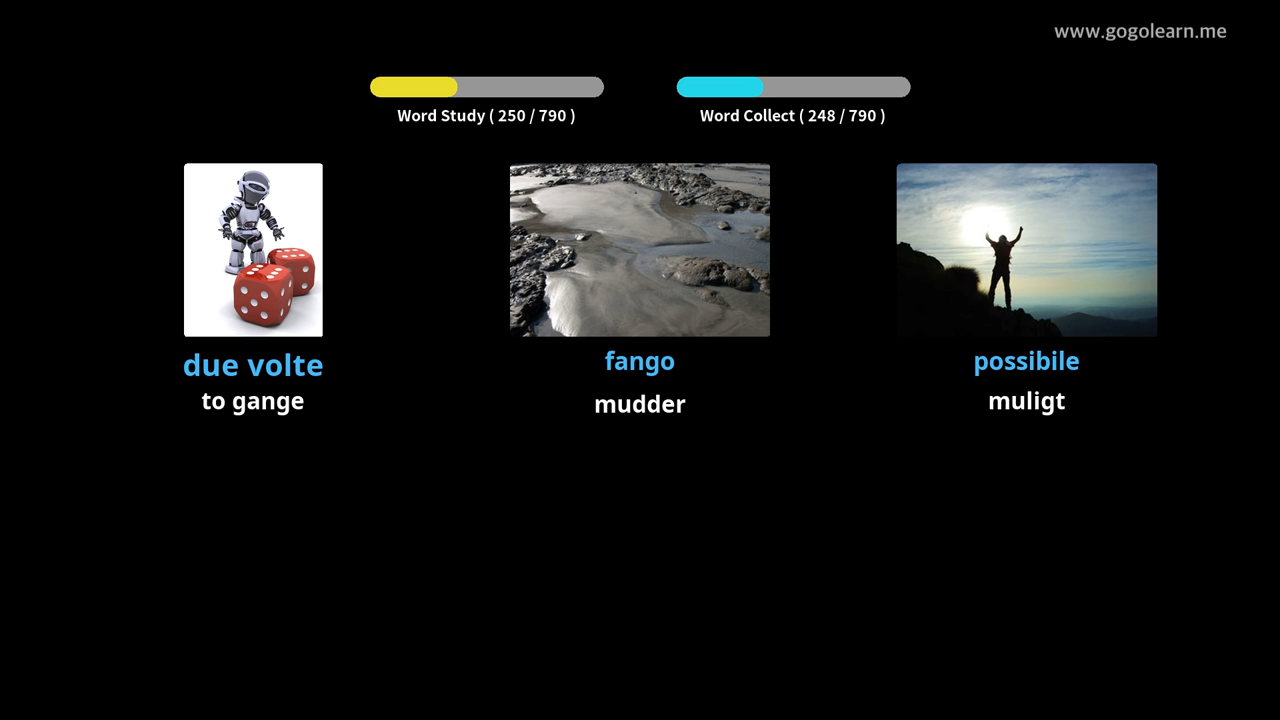 www.gogolearn.me
Word Study ( 250 / 790 )
Word Collect ( 248 / 790 )
due volte
to gange
fango
mudder
possibile
muligt